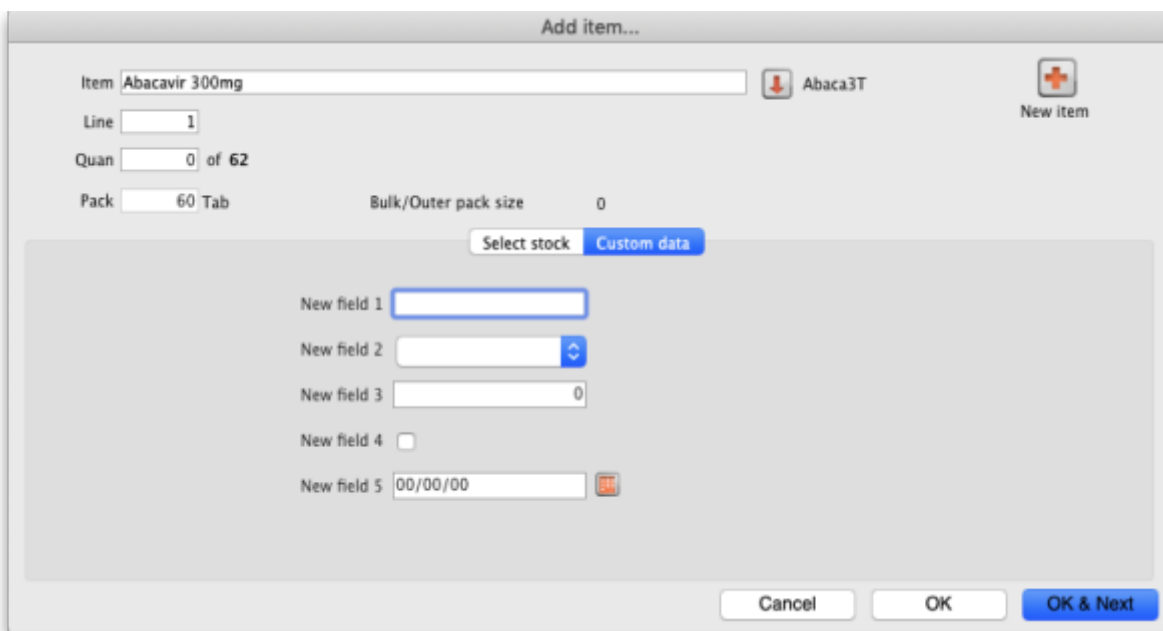 Add item...
Item Abacavir 300mg Abaca3T
New item
Line 1
Quan 0 of 62
Pack 60 Tab Bulk/Outer pack size 0
Select stock Custom data
New field 1
New field 2
New field 3 0
New field 4
New field 5 00/00/00
Cancel OK OK & Next